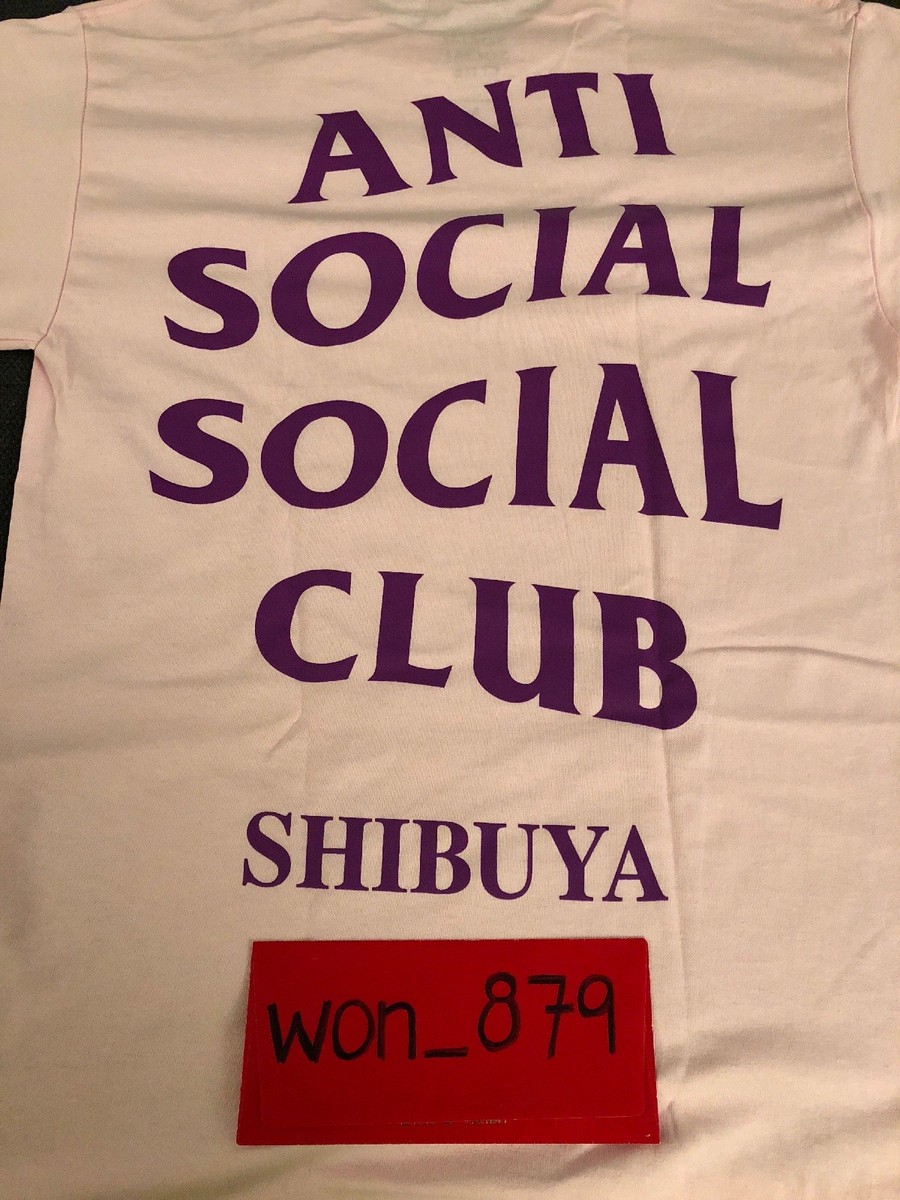 ANTI
SOCIAL
SOCIAL
CLUB
SHIBUYA
won_879